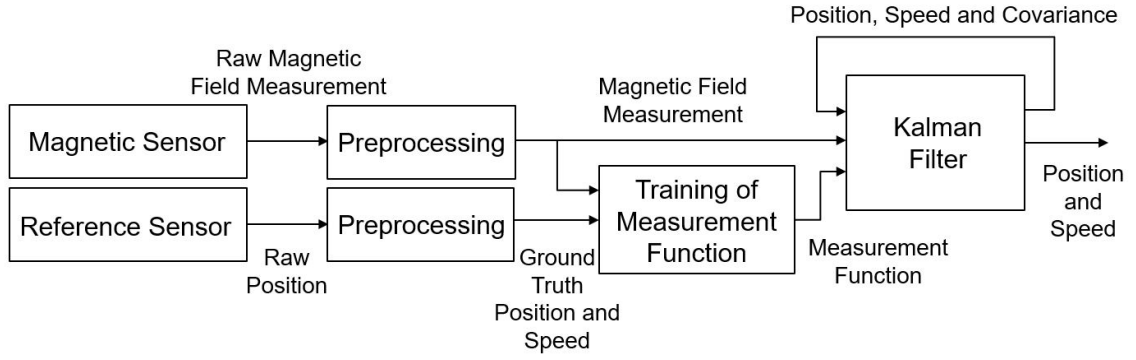 Position, Speed and Covariance
Raw Magnetic
Field Measurement
Magnetic Field
Measurement
Magnetic Sensor
Preprocessing
Kalman
Filter
Reference Sensor
Preprocessing
Training of
Measurement
Function
Position
and
Speed
Raw
Position
Ground
Truth
Position and
Speed
Measurement
Function